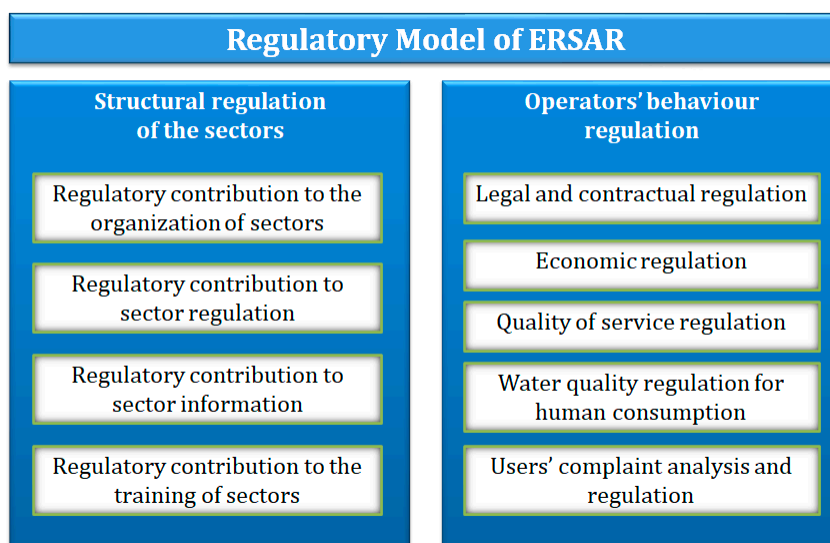 Regulatory Model of ERSAR
Structural regulation
of the sectors
Regulatory contribution to the
organization of sectors
Regulatory contribution to
sector regulation
Regulatory contribution to
sector information
Regulatory contribution to the
training of sectors
Operators’ behaviour
regulation
Legal and contractual regulation
Economic regulation
Quality of service regulation
Water quality regulation for
human consumption
Users’ complaint analysis and
regulation